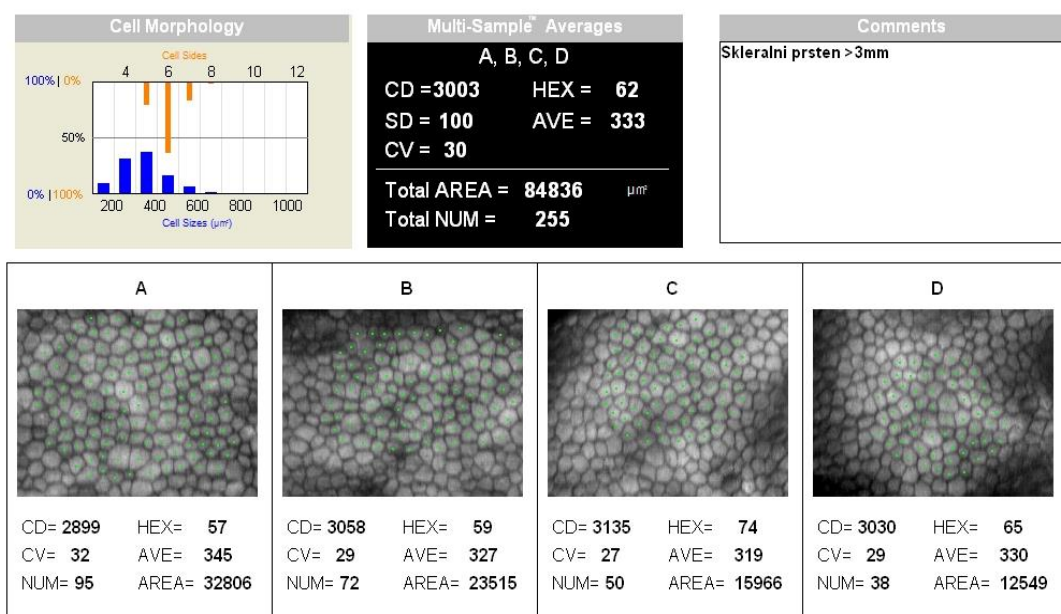 Cell Morphology
Cell Sides
4 6 8 10 12
100% | 0%
50%
0% | 100%
200 400 600 800 1000
Cell Sizes (µm²)
Multi-Sample™ Averages
A, B, C, D
CD =3003 HEX = 62
SD = 100 AVE = 333
CV = 30
Total AREA = 84836 µm²
Total NUM = 255
Comments
Skleralni prsten >3mm
A
CD= 2899 HEX= 57
CV= 32 AVE= 345
NUM= 95 AREA= 32806
B
CD= 3058 HEX= 59
CV= 29 AVE= 327
NUM= 72 AREA= 23515
C
CD= 3135 HEX= 74
CV= 27 AVE= 319
NUM= 50 AREA= 15966
D
CD= 3030 HEX= 65
CV= 29 AVE= 330
NUM= 38 AREA= 12549